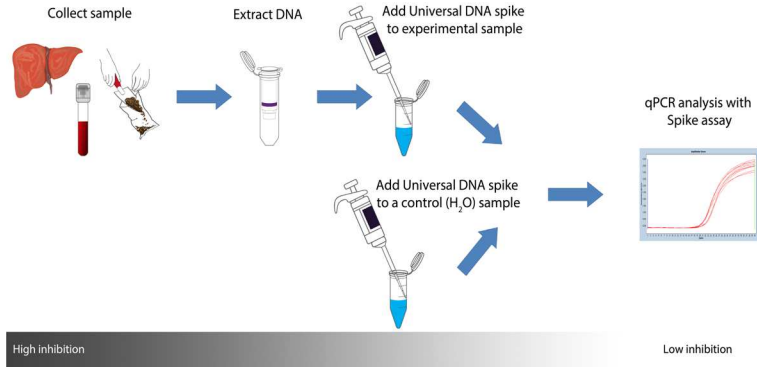 Collect sample
Extract DNA
Add Universal DNA spike
to experimental sample
qPCR analysis with
Spike assay
Add Universal DNA spike
to a control (H₂O) sample
High inhibition
Low inhibition